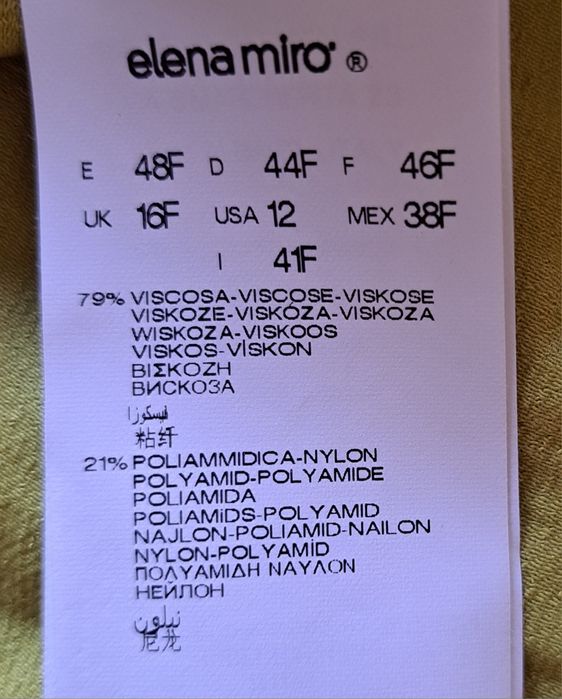 elena miro ®
E 48F D 44F F 46F
UK 16F USA 12 MEX 38F
I 41F
79% VISCOSA-VISCOSE-VISKOSE
VISKOZE-VISKÓZA-VISKOZA
WISKOZA-VISKOOS
VISKOS-VİSKON
ΒΙΣΚΟΖΗ
ВИСКОЗА
فيسكوزا
粘纤
21% POLIAMMIDICA-NYLON
POLYAMID-POLYAMIDE
POLIAMIDA
POLIAMiDS-POLYAMID
NAJLON-POLIAMID-NAILON
NYLON-POLYAMİD
ΠΟΛΥΑΜΙΔΗ ΝΑΥΛΟΝ
НЕЙЛОН
نيلون
尼龙